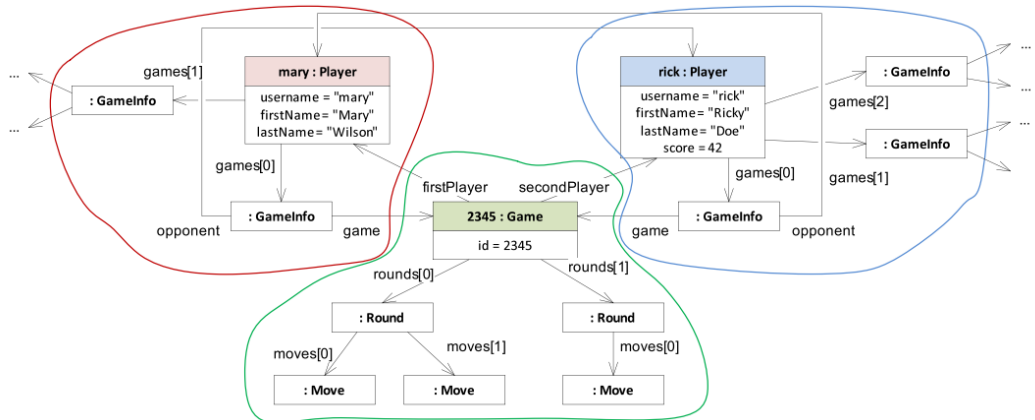 mary : Player
username = "mary"
firstName= "Mary"
lastName= "Wilson"
rick : Player
username = "rick"
firstName= "Ricky"
lastName= "Doe"
score = 42
...
...
games[1]
: GameInfo
games[0]
: GameInfo
opponent
game
firstPlayer
secondPlayer
2345 : Game
id = 2345
game
: GameInfo
opponent
games[0]
games[2]
: GameInfo
...
...
games[1]
: GameInfo
...
rounds[0]
rounds[1]
: Round
: Round
moves[0]
moves[1]
moves[0]
: Move
: Move
: Move